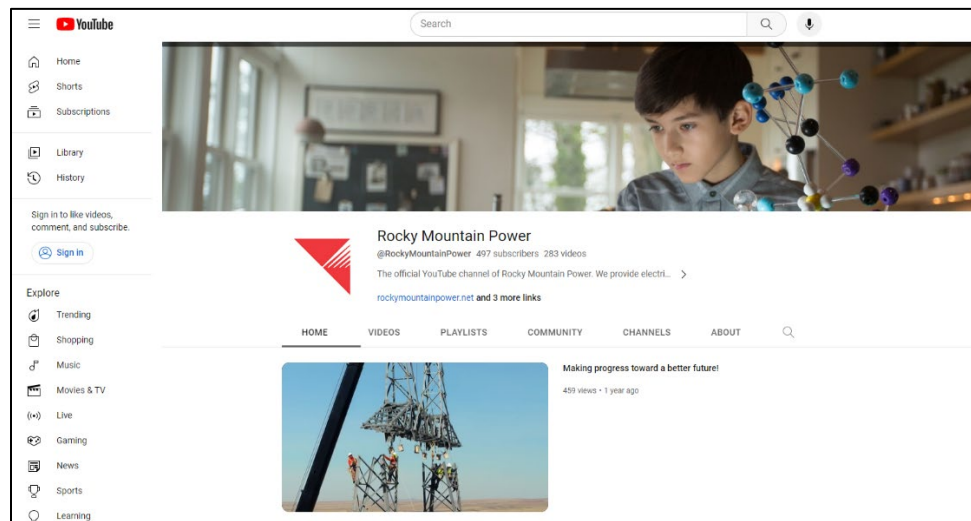 YouTube
Search
Home
Shorts
Subscriptions
Library
History
Sign in to like videos,
comment, and subscribe.
Sign in
Explore
Trending
Shopping
Music
Movies & TV
Live
Gaming
News
Sports
Learning
Rocky Mountain Power
@RockyMountainPower 497 subscribers 283 videos
The official YouTube channel of Rocky Mountain Power. We provide electri...
rockymountainpower.net and 3 more links
HOME VIDEOS PLAYLISTS COMMUNITY CHANNELS ABOUT
Making progress toward a better future!
459 views • 1 year ago